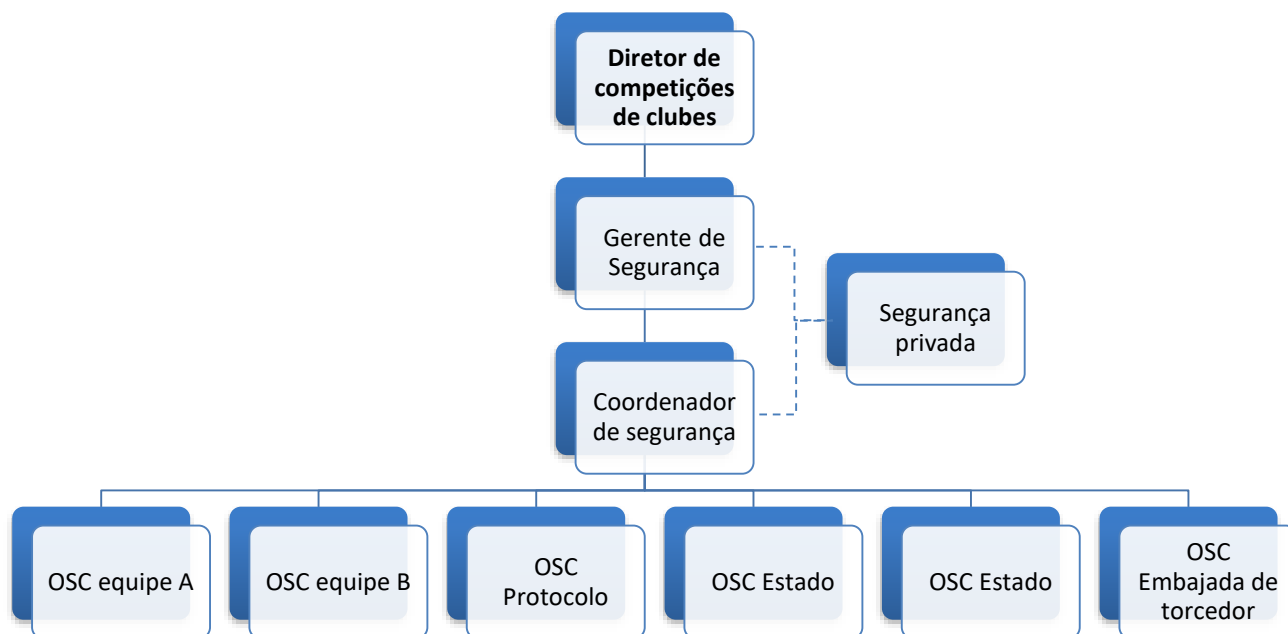 Diretor de
competições
de clubes
Gerente de
Segurança
Segurança
privada
Coordenador
de segurança
OSC equipe A
OSC equipe B
OSC
Protocolo
OSC Estado
OSC Estado
OSC
Embajada de
torcedor